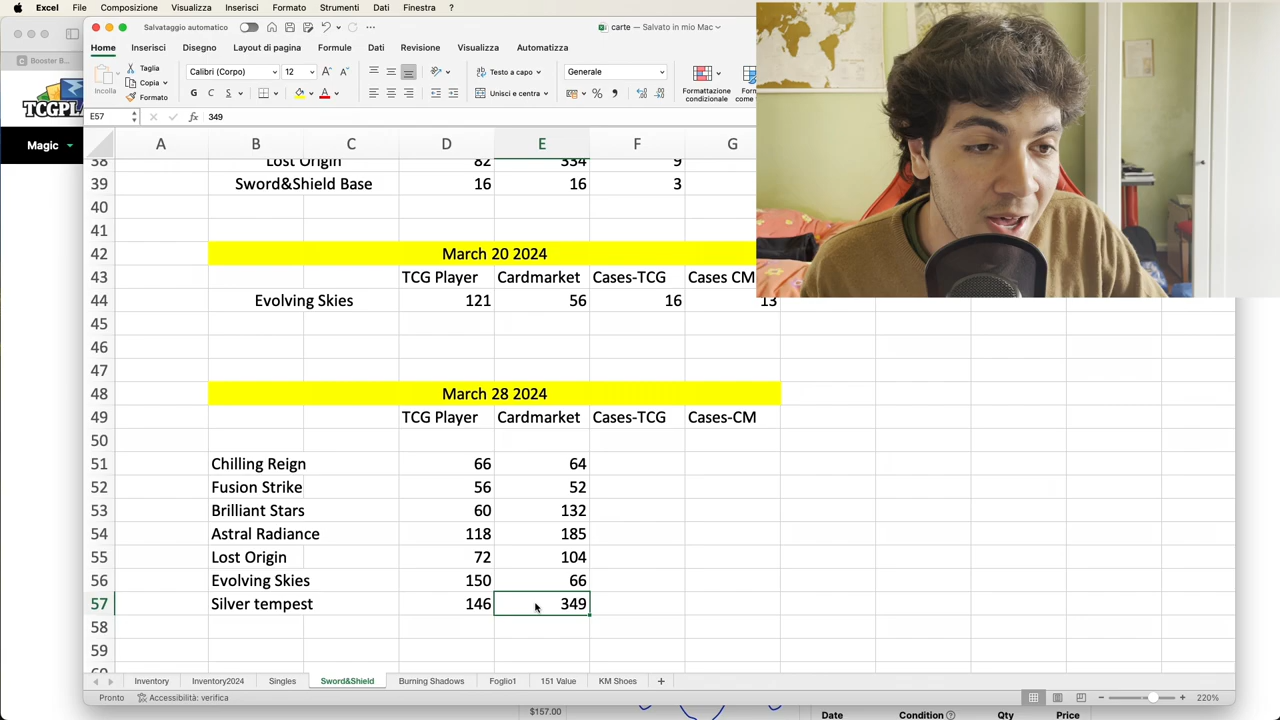 Excel File Composizione Visualizza Inserisci Formato Strumenti Dati Finestra ?
Salvataggio automatico carte — Salvato in mio Mac
Booster B...
Home Inserisci Disegno Layout di pagina Formule Dati Revisione Visualizza Automatizza
Incolla Taglia Copia Formato
Calibri (Corpo) 12 A A Testo a capo Generale
G C S A Unisci e centra % Formattazione condizionale
TCGPL
Magic
E57 fx 349
A B C D E F G
38 Lost Origin 82 334 9
39 Sword&Shield Base 16 16 3
40
41
42 March 20 2024
43 TCG Player Cardmarket Cases-TCG Cases CM
44 Evolving Skies 121 56 16 13
45
46
47
48 March 28 2024
49 TCG Player Cardmarket Cases-TCG Cases-CM
50
51 Chilling Reign 66 64
52 Fusion Strike 56 52
53 Brilliant Stars 60 132
54 Astral Radiance 118 185
55 Lost Origin 72 104
56 Evolving Skies 150 66
57 Silver tempest 146 349
58
59
60
Inventory Inventory2024 Singles Sword&Shield Burning Shadows Foglio1 151 Value KM Shoes +
Pronto Accessibilità: verifica 220%
$157.00
Date Condition Qty Price